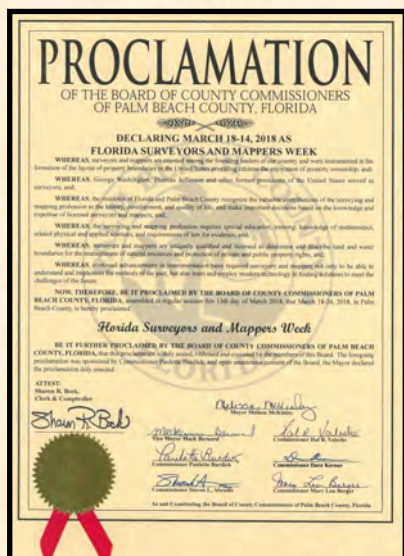 PROCLAMATION
OF THE BOARD OF COUNTY COMMISSIONERS
OF PALM BEACH COUNTY, FLORIDA
DECLARING MARCH 18-14, 2018 AS
FLORIDA SURVEYORS AND MAPPERS WEEK
WHEREAS, surveyors and mappers are counted among the founding leaders of our country and were instrumental in the
formation of the layout of property boundaries in the United States providing citizens the enjoyment of property ownership, and;
WHEREAS, George Washington, Thomas Jefferson and other former presidents of the United States served as
surveyors, and;
WHEREAS, the residents of Florida and Palm Beach County recognize the valuable contributions of the surveying and
mapping profession to the history, development, and quality of life, and make important decisions based on the knowledge and
expertise of licensed surveyors and mappers, and;
WHEREAS, the surveying and mapping profession requires special education, training, knowledge of mathematics,
related physical and applied sciences, and requirements of law for evidence, and;
WHEREAS, surveyors and mappers are uniquely qualified and licensed to determine and describe land and water
boundaries for the management of natural resources and protection of private and public property rights, and;
WHEREAS, continual advancements in instrumentation have required surveyors and mappers not only to be able to
understand and implement the methods of the past, but also learn and employ modern technology in finding solutions to meet the
challenges of the future.
NOW, THEREFORE, BE IT PROCLAIMED BY THE BOARD OF COUNTY COMMISSIONERS OF PALM
BEACH COUNTY, FLORIDA, assembled in regular session this 13th day of March 2018, that March 18-24, 2018, in Palm
Beach County, is hereby proclaimed
Florida Surveyors and Mappers Week
BE IT FURTHER PROCLAIMED BY THE BOARD OF COUNTY COMMISSIONERS OF PALM BEACH
COUNTY, FLORIDA, that this proclamation is duly sealed, ribboned and executed by the members of this Board. The foregoing
proclamation was sponsored by Commissioner Paulette Burdick, and upon unanimous consent of the Board, the Mayor declared
the proclamation duly enacted.
ATTEST:
Sharon R. Bock,
Clerk & Comptroller
Sharon R Bock
Melissa McKinlay
Mayor Melissa McKinlay
Mack Bernard
Vice Mayor Mack Bernard
Hal R. Valeche
Commissioner Hal R. Valeche
Paulette Burdick
Commissioner Paulette Burdick
Commissioner Dave Kerner
Commissioner Steven L. Abrams
Mary Lou Berger
Commissioner Mary Lou Berger
As and Constituting the Board of County Commissioners of Palm Beach County, Florida